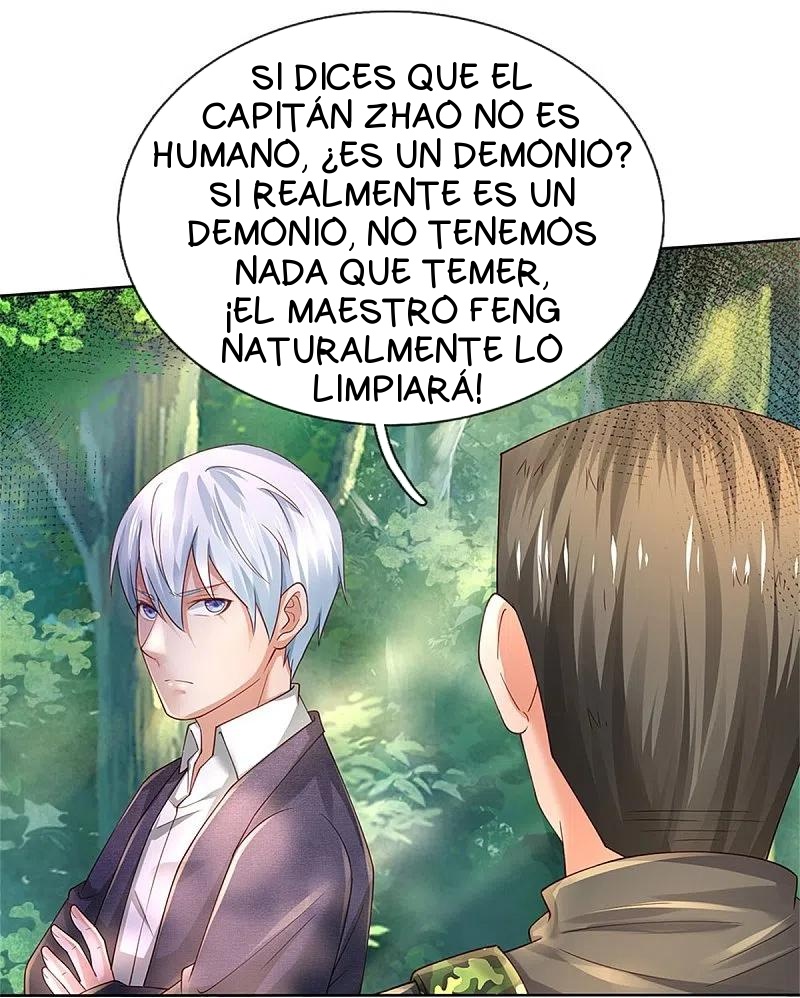 SI DICES QUE EL
CAPITÁN ZHAO NO ES
HUMANO, ¿ES UN DEMONIO?
SI REALMENTE ES UN
DEMONIO, NO TENEMOS
NADA QUE TEMER,
¡EL MAESTRO FENG
NATURALMENTE LO
LIMPIARÁ!